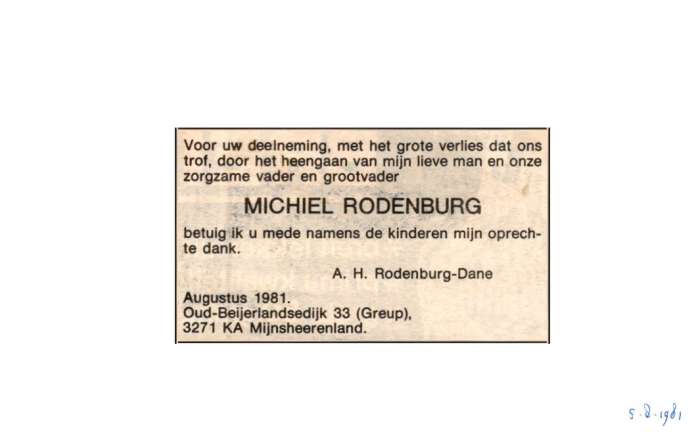 Voor uw deelneming, met het grote verlies dat ons
trof, door het heengaan van mijn lieve man en onze
zorgzame vader en grootvader
MICHIEL RODENBURG
betuig ik u mede namens de kinderen mijn oprech-
te dank.
A. H. Rodenburg-Dane
Augustus 1981.
Oud-Beijerlandsedijk 33 (Greup),
3271 KA Mijnsheerenland.
5-8-1981